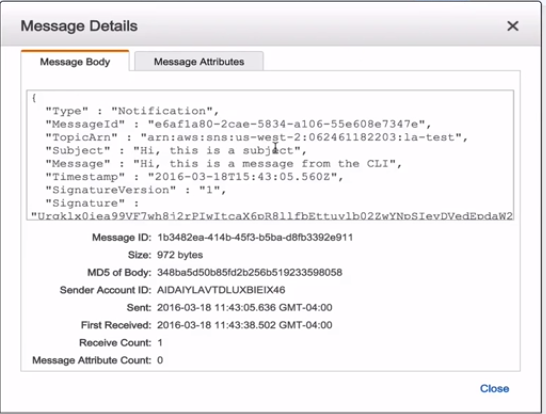 Message Details
Message Body
Message Attributes
{
"Type" : "Notification",
"MessageId" : "e6af1a80-2cae-5834-a106-55e608e7347e",
"TopicArn" : "arn:aws:sns:us-west-2:062461182203:la-test",
"Subject" : "Hi, this is a subject",
"Message" : "Hi, this is a message from the CLI",
"Timestamp" : "2016-03-18T15:43:05.560Z",
"SignatureVersion" : "1",
"Signature" :
Message ID: 1b3482ea-414b-45f3-b5ba-d8fb3392e911
Size: 972 bytes
MD5 of Body: 348ba5d50b85fd2b256b519233598058
Sender Account ID: AIDAIYLAVTDLUXBIEIX46
Sent: 2016-03-18 11:43:05.636 GMT-04:00
First Received: 2016-03-18 11:43:38.502 GMT-04:00
Receive Count: 1
Message Attribute Count: 0
Close